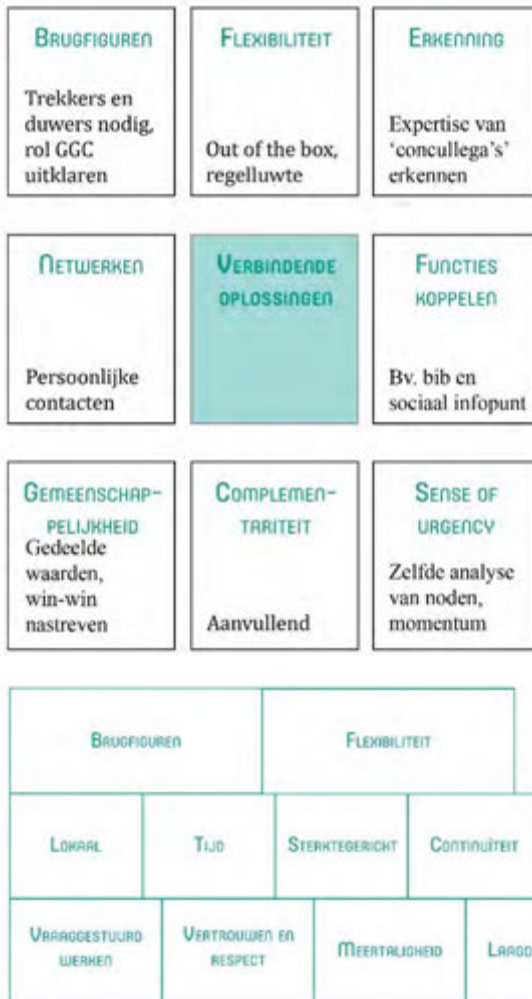 BRUGFIGUREN
Trekkers en
duwers nodig,
rol GGC
uitklaren
FLEXIBILITEIT
Out of the box,
regelluwte
ERKENNING
Expertise van
‘concullega’s’
erkennen
NETWERKEN
Persoonlijke
contacten
VERBINDENDE
OPLOSSINGEN
FUNCTIES
KOPPELEN
Bv. bib en
sociaal infopunt
GEMEENSCHAP-
PELIJKHEID
Gedeelde
waarden,
win-win
nastreven
COMPLEMEN-
TARITEIT
Aanvullend
SENSE OF
URGENCY
Zelfde analyse
van noden,
momentum
BRUGFIGUREN
FLEXIBILITEIT
LOKAAL
TIJD
STERKTEGERICHT
CONTINUÏTEIT
VRAAGGESTUURD
WERKEN
VERTROUWEN EN
RESPECT
MEERTALIGHEID